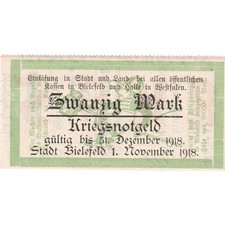 Einlösung in Stadt und Land bei allen öffentlichen
Kassen in Bielefeld und Halle in Westfalen.
Zwanzig Mark
Kriegsnotgeld
gültig bis 31. Dezember 1918.
Stadt Bielefeld 1. November 1918.